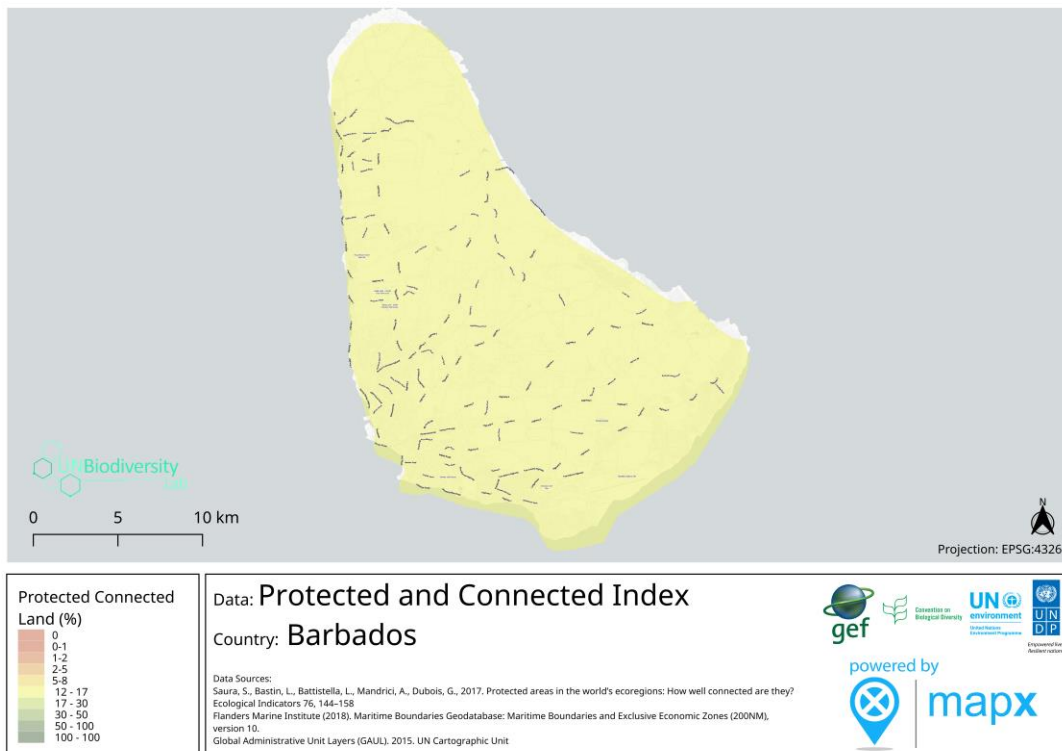 UNBiodiversity
Lab
0 5 10 km
N
Projection: EPSG:4326
Protected Connected
Land (%)
0
0-1
1-2
2-5
5-8
12 - 17
17 - 30
30 - 50
50 - 100
100 - 100
Data: Protected and Connected Index
Country: Barbados
Data Sources:
Saura, S., Bastin, L., Battistella, L., Mandrici, A., Dubois, G., 2017. Protected areas in the world's ecoregions: How well connected are they?
Ecological Indicators 76, 144–158
Flanders Marine Institute (2018). Maritime Boundaries Geodatabase: Maritime Boundaries and Exclusive Economic Zones (200NM),
version 10.
Global Administrative Unit Layers (GAUL). 2015. UN Cartographic Unit
gef
Convention on
Biological Diversity
UN
environment
United Nations
Environment Programme
U N
D P
Empowered lives.
Resilient nations.
powered by
mapx